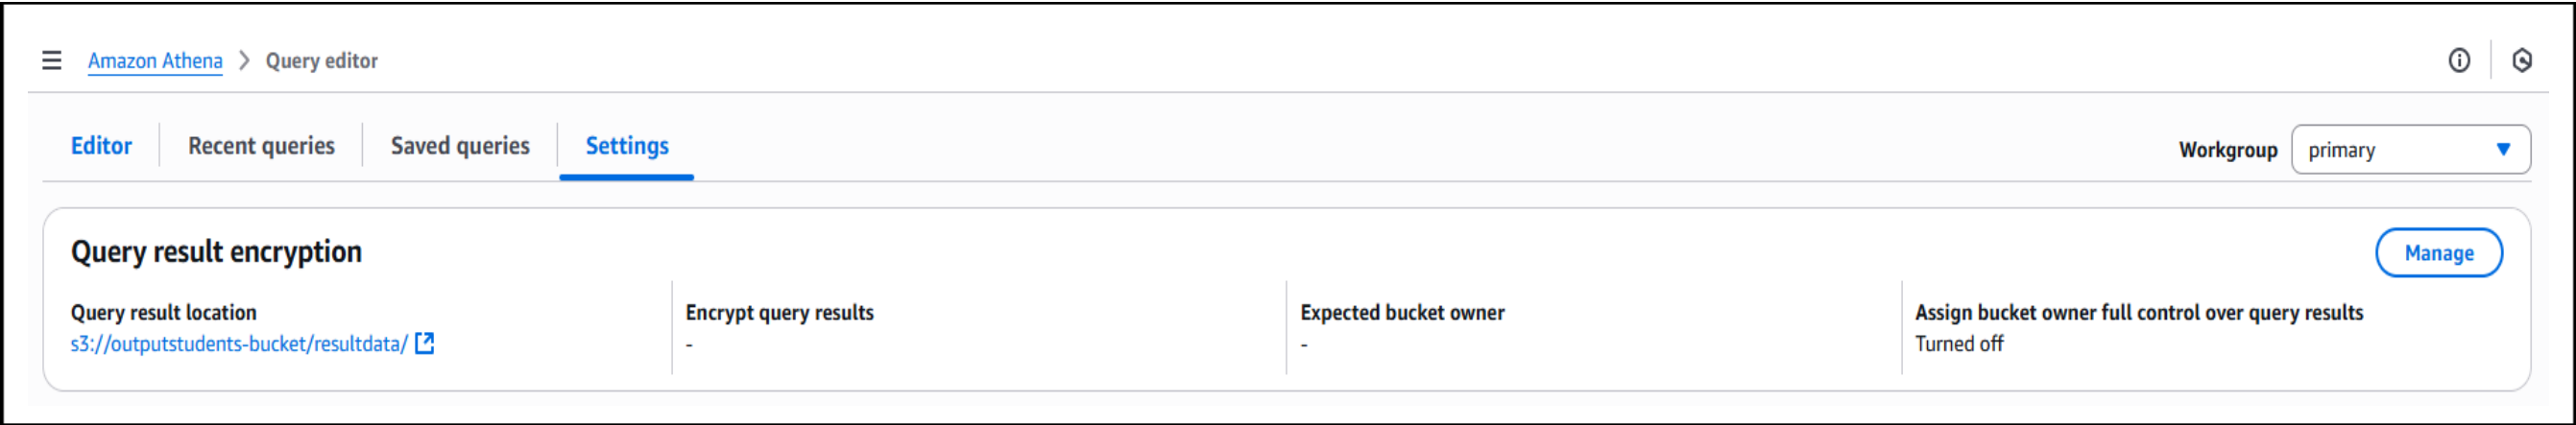 Amazon Athena > Query editor
Editor Recent queries Saved queries Settings Workgroup primary
Query result encryption Manage
Query result location Encrypt query results Expected bucket owner Assign bucket owner full control over query results
s3://outputstudents-bucket/resultdata/ - - Turned off